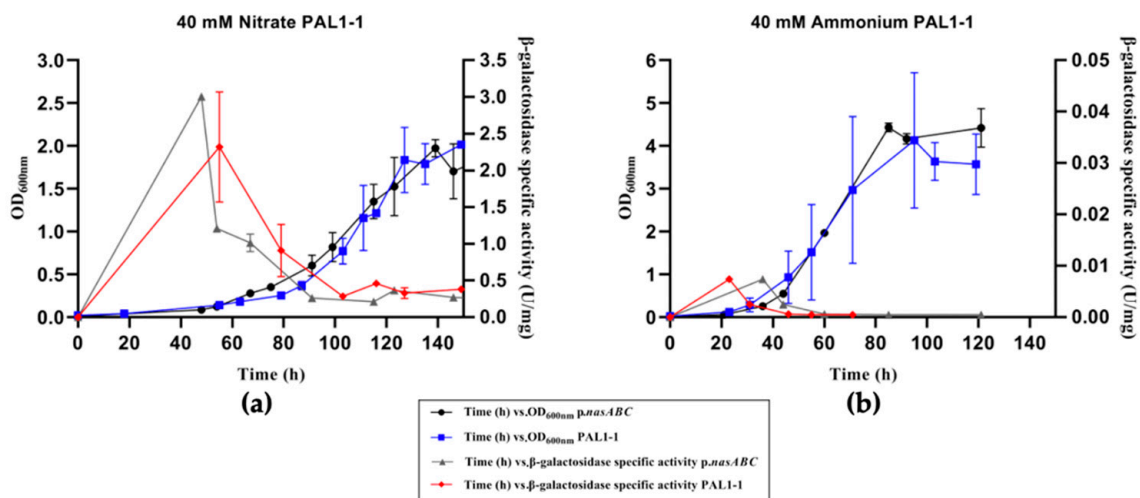 40 mM Nitrate PAL1-1
3.0
2.5
2.0
1.5
1.0
0.5
0.0
OD600nm
3.5
3.0
2.5
2.0
1.5
1.0
0.5
0.0
β-galactosidase specific activity (U/mg)
0 20 40 60 80 100 120 140
Time (h)
(a)
40 mM Ammonium PAL1-1
6
5
4
3
2
1
0
OD600nm
0.05
0.04
0.03
0.02
0.01
0.00
β-galactosidase specific activity (U/mg)
0 20 40 60 80 100 120 140
Time (h)
(b)
Time (h) vs.OD600nm p.nasABC
Time (h) vs.OD600nm PAL1-1
Time (h) vs.β-galactosidase specific activity p.nasABC
Time (h) vs.β-galactosidase specific activity PAL1-1